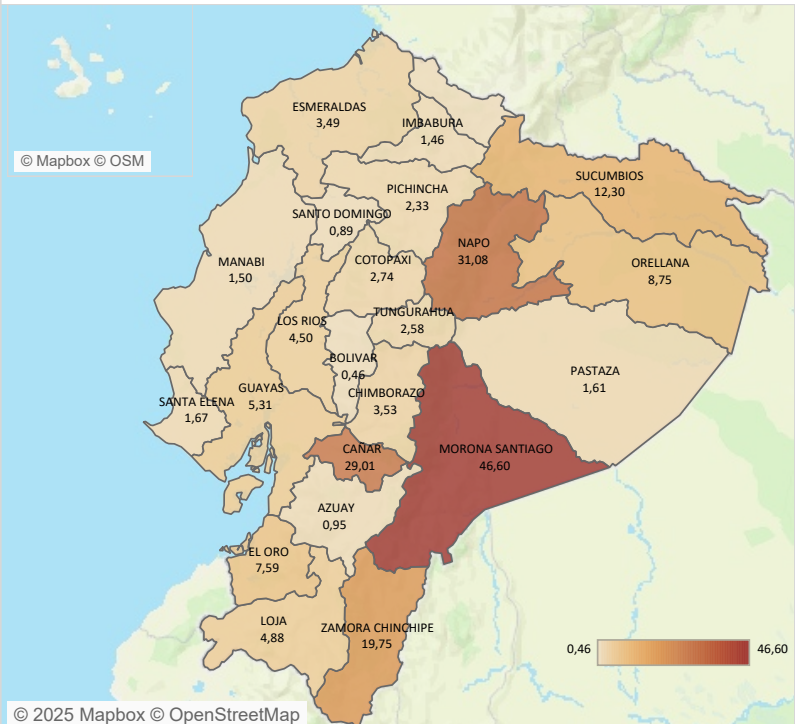 © Mapbox © OSM
ESMERALDAS
3,49
IMBABURA
1,46
SUCUMBIOS
12,30
PICHINCHA
2,33
SANTO DOMINGO
0,89
NAPO
31,08
MANABI
1,50
COTOPAXI
2,74
ORELLANA
8,75
TUNGURAHUA
2,58
LOS RIOS
4,50
BOLIVAR
0,46
PASTAZA
1,61
GUAYAS
5,31
CHIMBORAZO
3,53
SANTA ELENA
1,67
CAÑAR
29,01
MORONA SANTIAGO
46,60
AZUAY
0,95
EL ORO
7,59
LOJA
4,88
ZAMORA CHINCHIPE
19,75
0,46
46,60
© 2025 Mapbox © OpenStreetMap